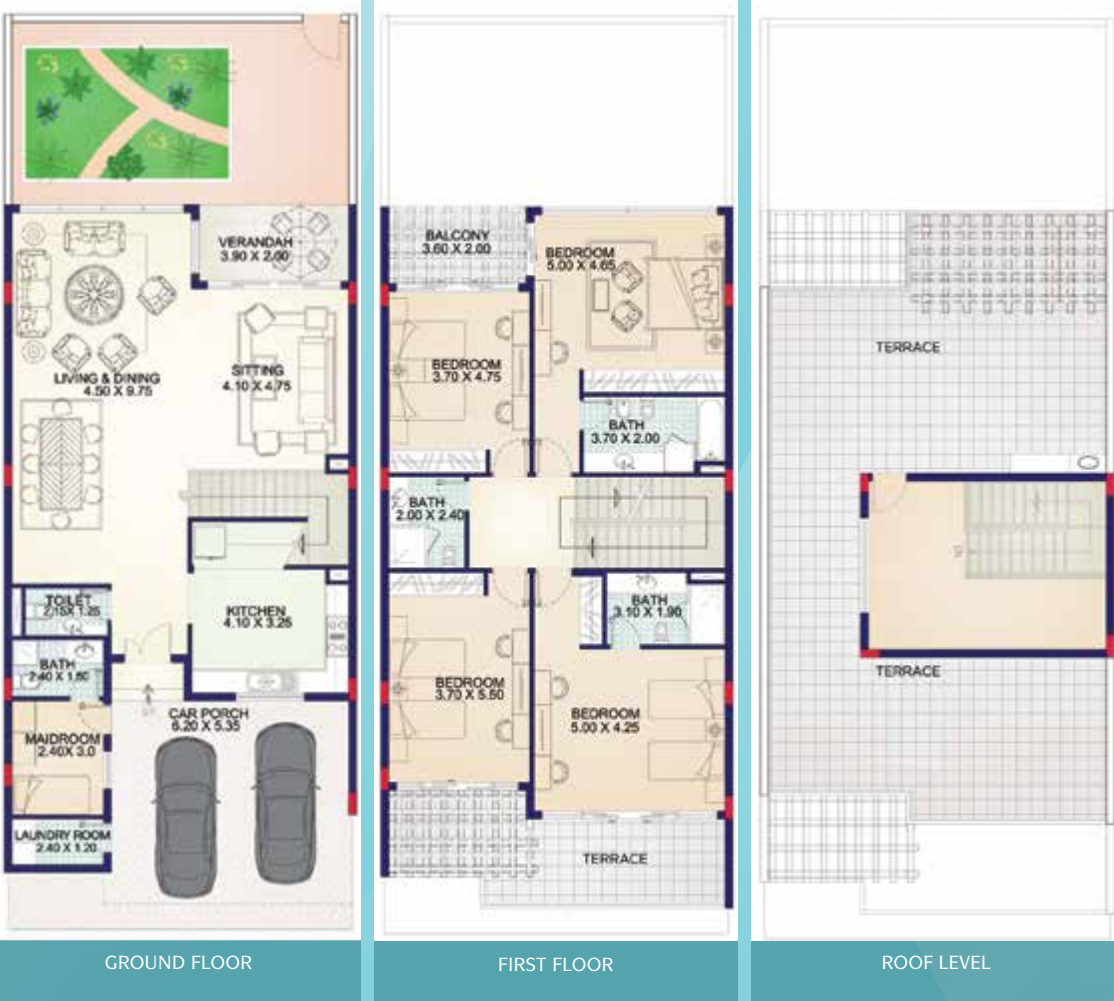 VERANDAH
3.90 X 2.00
LIVING & DINING
4.50 X 9.75
SITTING
4.10 X 4.75
TOILET
2.15X 1.25
KITCHEN
4.10 X 3.25
BATH
CAR PORCH
6.20 X 5.35
MAIDROOM
2.40X 3.0
LAUNDRY ROOM
2.40 X 1.20
GROUND FLOOR
BALCONY
3.60 X 2.00
BEDROOM
5.00 X 4.65
BEDROOM
3.70 X 4.75
BATH
3.70 X 2.00
BATH
2.00 X 2.40
BATH
3.10 X 1.90
BEDROOM
3.70 X 5.50
BEDROOM
5.00 X 4.25
TERRACE
FIRST FLOOR
TERRACE
TERRACE
ROOF LEVEL